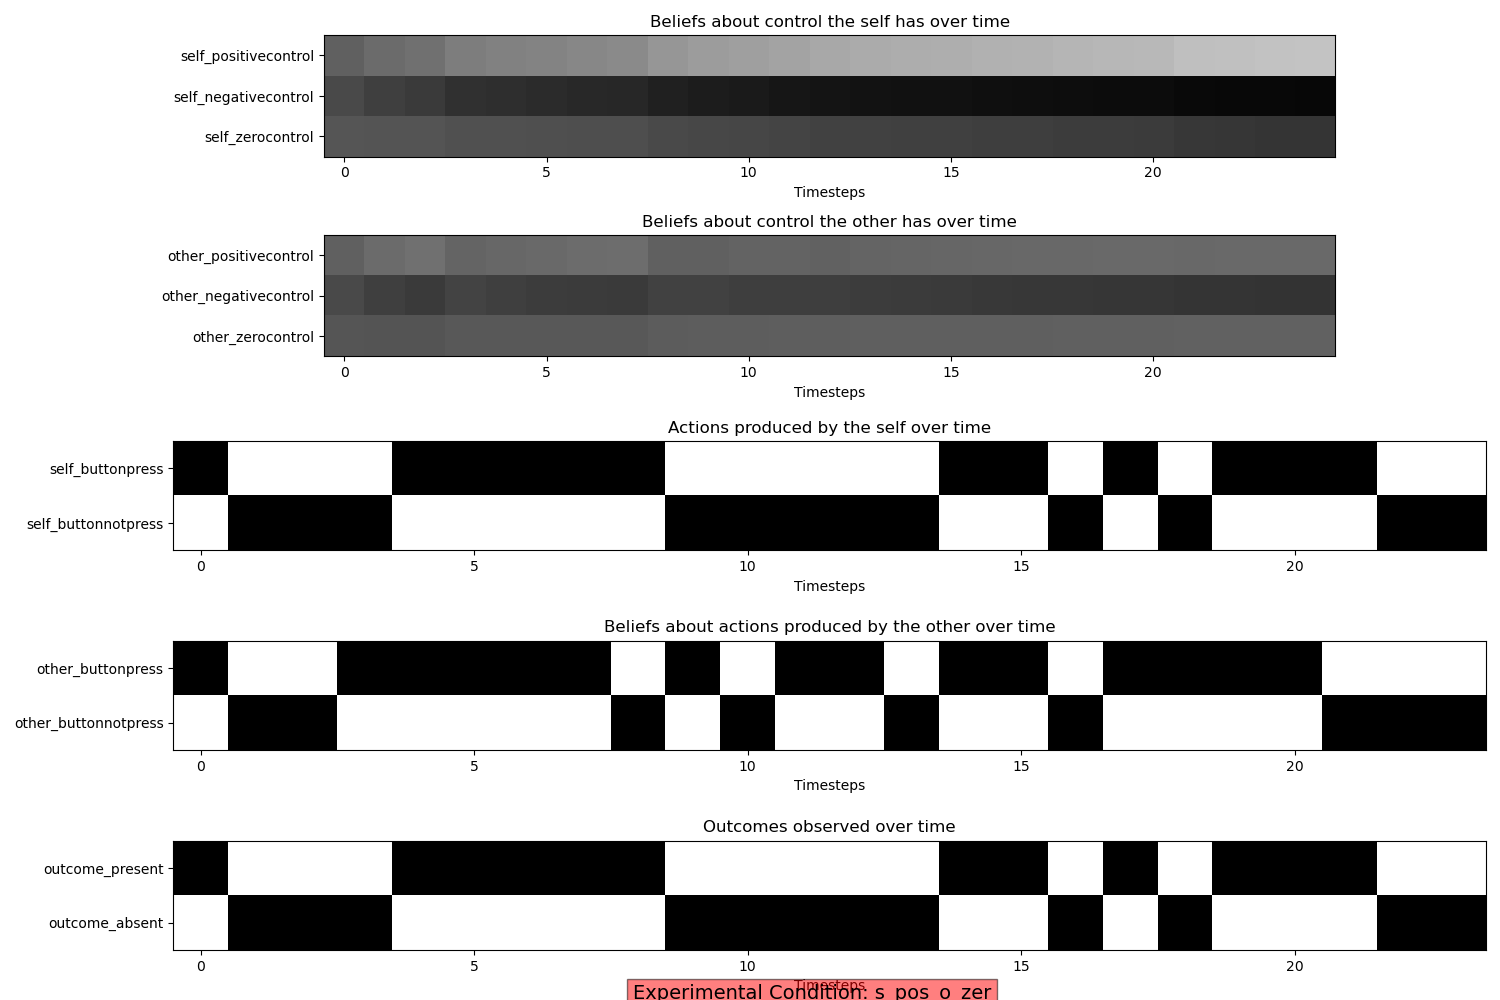 Beliefs about control the self has over time
self_positivecontrol
self_negativecontrol
self_zerocontrol
0 5 10 15 20
Timesteps
Beliefs about control the other has over time
other_positivecontrol
other_negativecontrol
other_zerocontrol
0 5 10 15 20
Timesteps
Actions produced by the self over time
self_buttonpress
self_buttonnotpress
0 5 10 15 20
Timesteps
Beliefs about actions produced by the other over time
other_buttonpress
other_buttonnotpress
0 5 10 15 20
Timesteps
Outcomes observed over time
outcome_present
outcome_absent
0 5 10 15 20
Timesteps
Experimental Condition: s_pos_o_zer